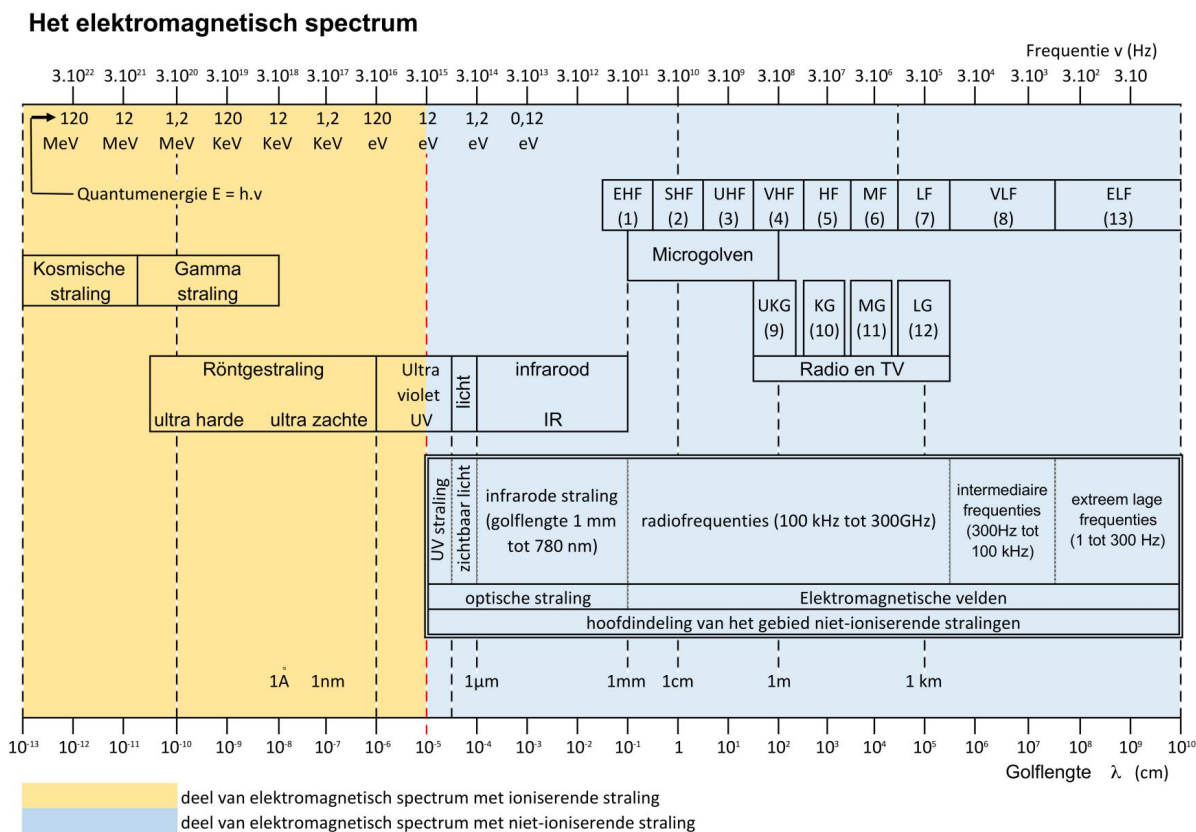 Het elektromagnetisch spectrum
Frequentie ν (Hz)
3.10²² 3.10²¹ 3.10²⁰ 3.10¹⁹ 3.10¹⁸ 3.10¹⁷ 3.10¹⁶ 3.10¹⁵ 3.10¹⁴ 3.10¹³ 3.10¹² 3.10¹¹ 3.10¹⁰ 3.10⁹ 3.10⁸ 3.10⁷ 3.10⁶ 3.10⁵ 3.10⁴ 3.10³ 3.10² 3.10
120 12 1,2 120 12 1,2 120 12 1,2 0,12
MeV MeV MeV KeV KeV KeV eV eV eV eV
Quantumenergie E = h.ν
EHF SHF UHF VHF HF MF LF VLF ELF
(1) (2) (3) (4) (5) (6) (7) (8) (13)
Microgolven
Kosmische straling
Gamma straling
UKG KG MG LG
(9) (10) (11) (12)
Radio en TV
Röntgestraling
ultra harde ultra zachte
Ultra
violet
UV
licht
infrarood
IR
UV straling
zichtbaar licht
infrarode straling
(golflengte 1 mm
tot 780 nm)
radiofrequenties (100 kHz tot 300GHz)
intermediaire
frequenties
(300Hz tot
100 kHz)
extreem lage
frequenties
(1 tot 300 Hz)
optische straling
Elektromagnetische velden
hoofdindeling van het gebied niet-ioniserende stralingen
1Å 1nm 1µm 1mm 1cm 1m 1 km
10⁻¹³ 10⁻¹² 10⁻¹¹ 10⁻¹⁰ 10⁻⁹ 10⁻⁸ 10⁻⁷ 10⁻⁶ 10⁻⁵ 10⁻⁴ 10⁻³ 10⁻² 10⁻¹ 1 10¹ 10² 10³ 10⁴ 10⁵ 10⁶ 10⁷ 10⁸ 10⁹ 10¹⁰
Golflengte λ (cm)
deel van elektromagnetisch spectrum met ioniserende straling
deel van elektromagnetisch spectrum met niet-ioniserende straling